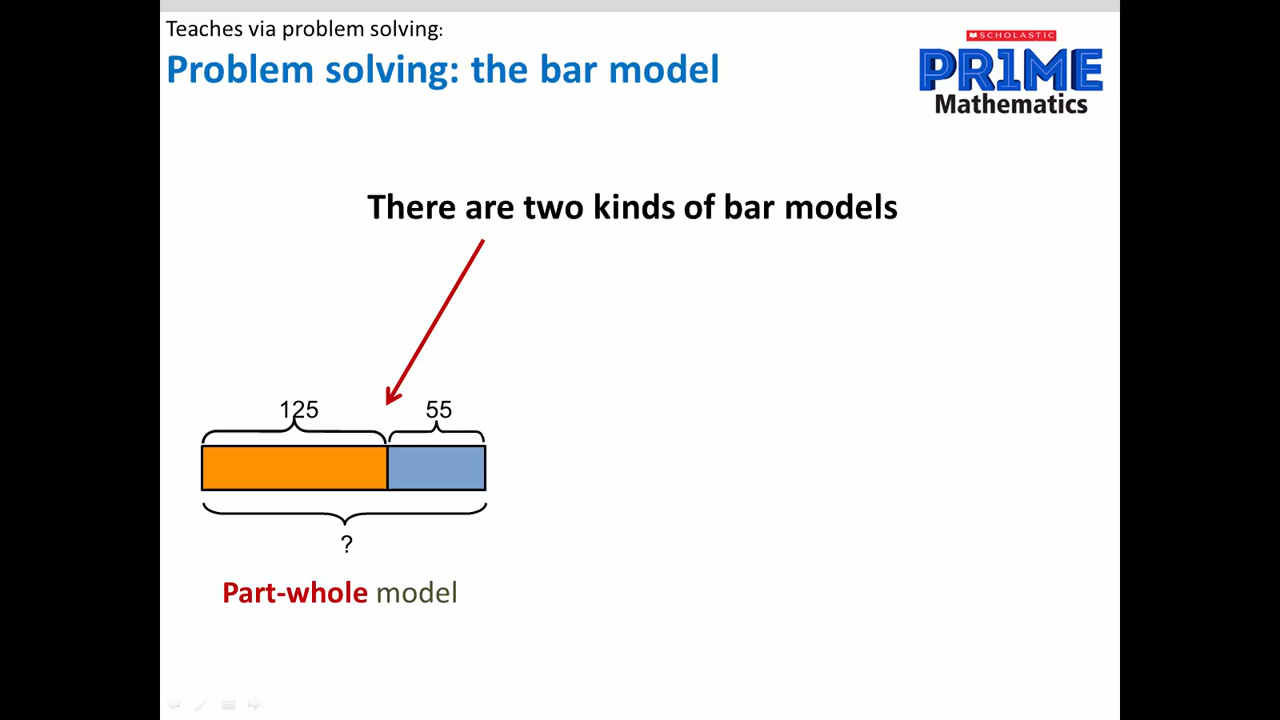 Teaches via problem solving:
Problem solving: the bar model
SCHOLASTIC
PR1ME
Mathematics
There are two kinds of bar models
125
55
?
Part-whole model